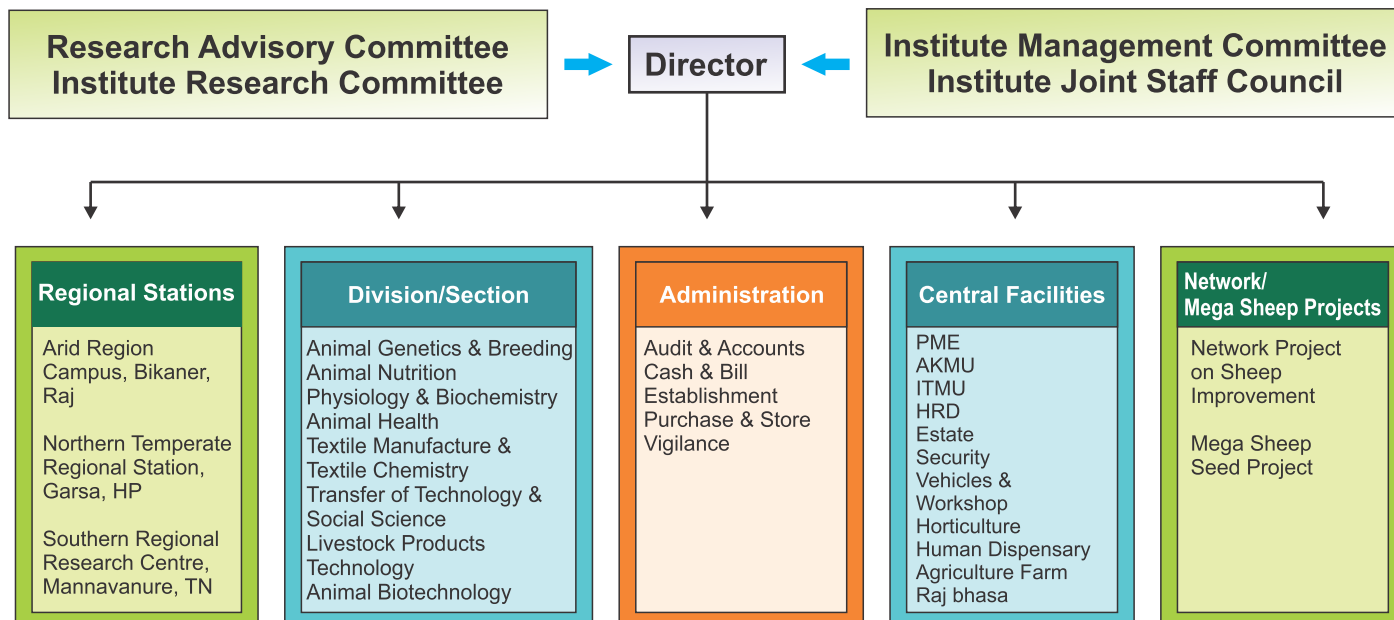 Research Advisory Committee
Institute Research Committee
Director
Institute Management Committee
Institute Joint Staff Council
Regional Stations
Arid Region
Campus, Bikaner,
Raj
Northern Temperate
Regional Station,
Garsa, HP
Southern Regional
Research Centre,
Mannavanure, TN
Division/Section
Animal Genetics & Breeding
Animal Nutrition
Physiology & Biochemistry
Animal Health
Textile Manufacture &
Textile Chemistry
Transfer of Technology &
Social Science
Livestock Products
Technology
Animal Biotechnology
Administration
Audit & Accounts
Cash & Bill
Establishment
Purchase & Store
Vigilance
Central Facilities
PME
AKMU
ITMU
HRD
Estate
Security
Vehicles &
Workshop
Horticulture
Human Dispensary
Agriculture Farm
Raj bhasa
Network/
Mega Sheep Projects
Network Project
on Sheep
Improvement
Mega Sheep
Seed Project